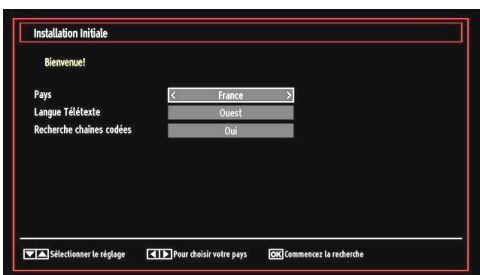 Installation Initiale
Bienvenue!
Pays < France >
Langue Télétexte Ouest
Recherche chaines codées Oui
Sélectionner le réglage Pour choisir votre pays OK Commencez la recherche